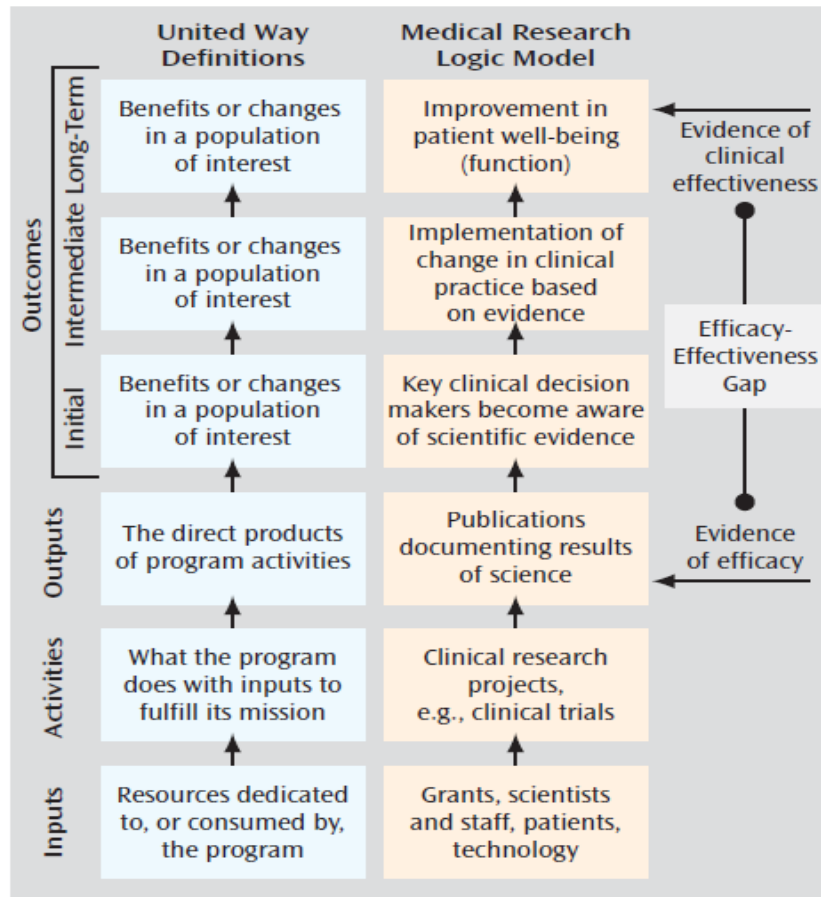 United Way
Definitions
Medical Research
Logic Model
Outcomes
Long-Term
Benefits or changes
in a population
of interest
Improvement in
patient well-being
(function)
Evidence of
clinical
effectiveness
Intermediate
Benefits or changes
in a population
of interest
Implementation of
change in clinical
practice based
on evidence
Efficacy-
Effectiveness
Gap
Initial
Benefits or changes
in a population
of interest
Key clinical decision
makers become aware
of scientific evidence
Outputs
The direct products
of program activities
Publications
documenting results
of science
Evidence
of efficacy
Activities
What the program
does with inputs to
fulfill its mission
Clinical research
projects,
e.g., clinical trials
Inputs
Resources dedicated
to, or consumed by,
the program
Grants, scientists
and staff, patients,
technology